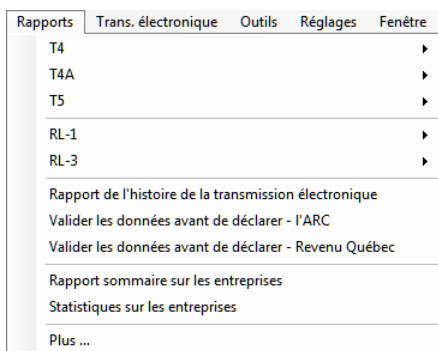 Rapports Trans. électronique Outils Réglages Fenêtre
T4
T4A
T5
RL-1
RL-3
Rapport de l'histoire de la transmission électronique
Valider les données avant de déclarer - l'ARC
Valider les données avant de déclarer - Revenu Québec
Rapport sommaire sur les entreprises
Statistiques sur les entreprises
Plus ...